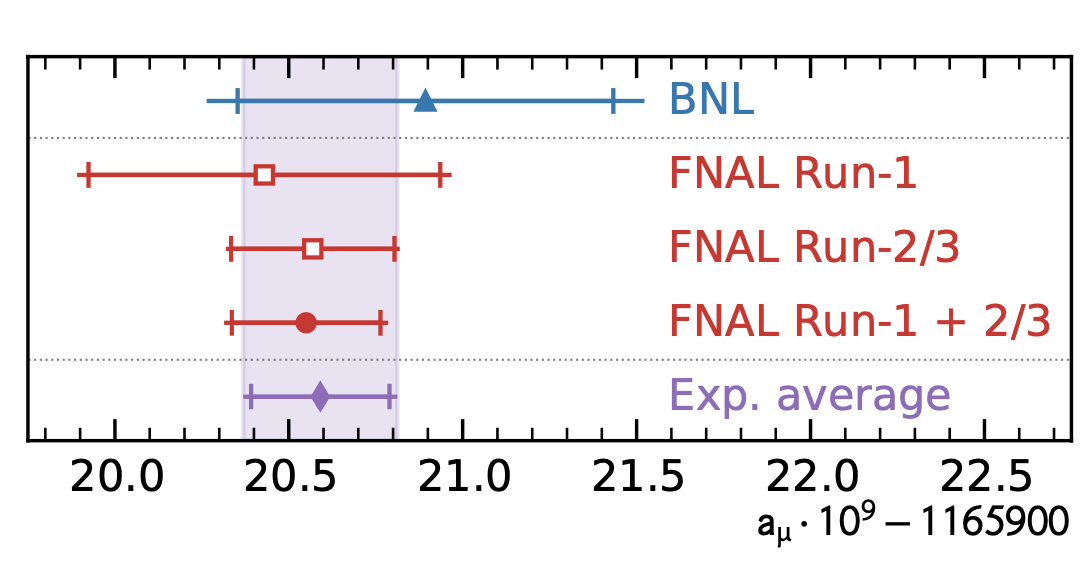 BNL
FNAL Run-1
FNAL Run-2/3
FNAL Run-1 + 2/3
Exp. average
20.0 20.5 21.0 21.5 22.0 22.5
aμ · 10⁹ – 1165900